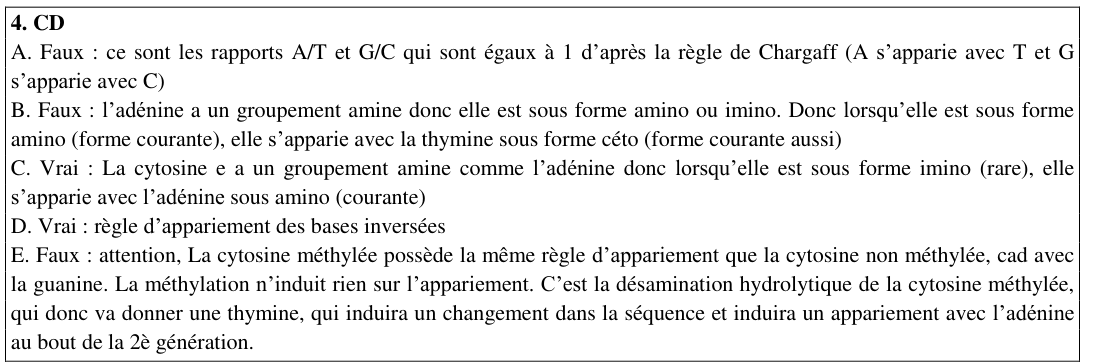 4. CD
A. Faux : ce sont les rapports A/T et G/C qui sont égaux à 1 d'après la règle de Chargaff (A s'apparie avec T et G
s'apparie avec C)
B. Faux : l'adénine a un groupement amine donc elle est sous forme amino ou imino. Donc lorsqu'elle est sous forme
amino (forme courante), elle s'apparie avec la thymine sous forme céto (forme courante aussi)
C. Vrai : La cytosine e a un groupement amine comme l'adénine donc lorsqu'elle est sous forme imino (rare), elle
s'apparie avec l'adénine sous amino (courante)
D. Vrai : règle d'appariement des bases inversées
E. Faux : attention, La cytosine méthylée possède la même règle d'appariement que la cytosine non méthylée, cad avec
la guanine. La méthylation n'induit rien sur l'appariement. C'est la désamination hydrolytique de la cytosine méthylée,
qui donc va donner une thymine, qui induira un changement dans la séquence et induira un appariement avec l'adénine
au bout de la 2è génération.